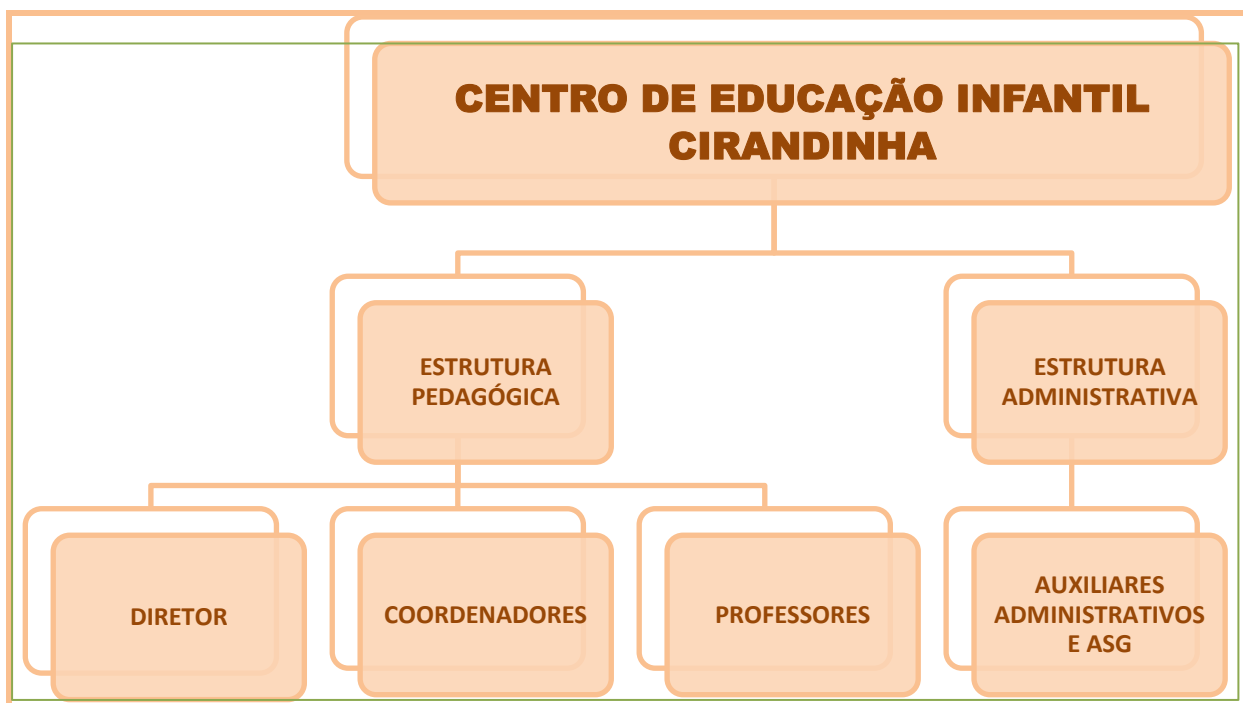 CENTRO DE EDUCAÇÃO INFANTIL
CIRANDINHA
ESTRUTURA
PEDAGÓGICA
ESTRUTURA
ADMINISTRATIVA
DIRETOR
COORDENADORES
PROFESSORES
AUXILIARES
ADMINISTRATIVOS
E ASG